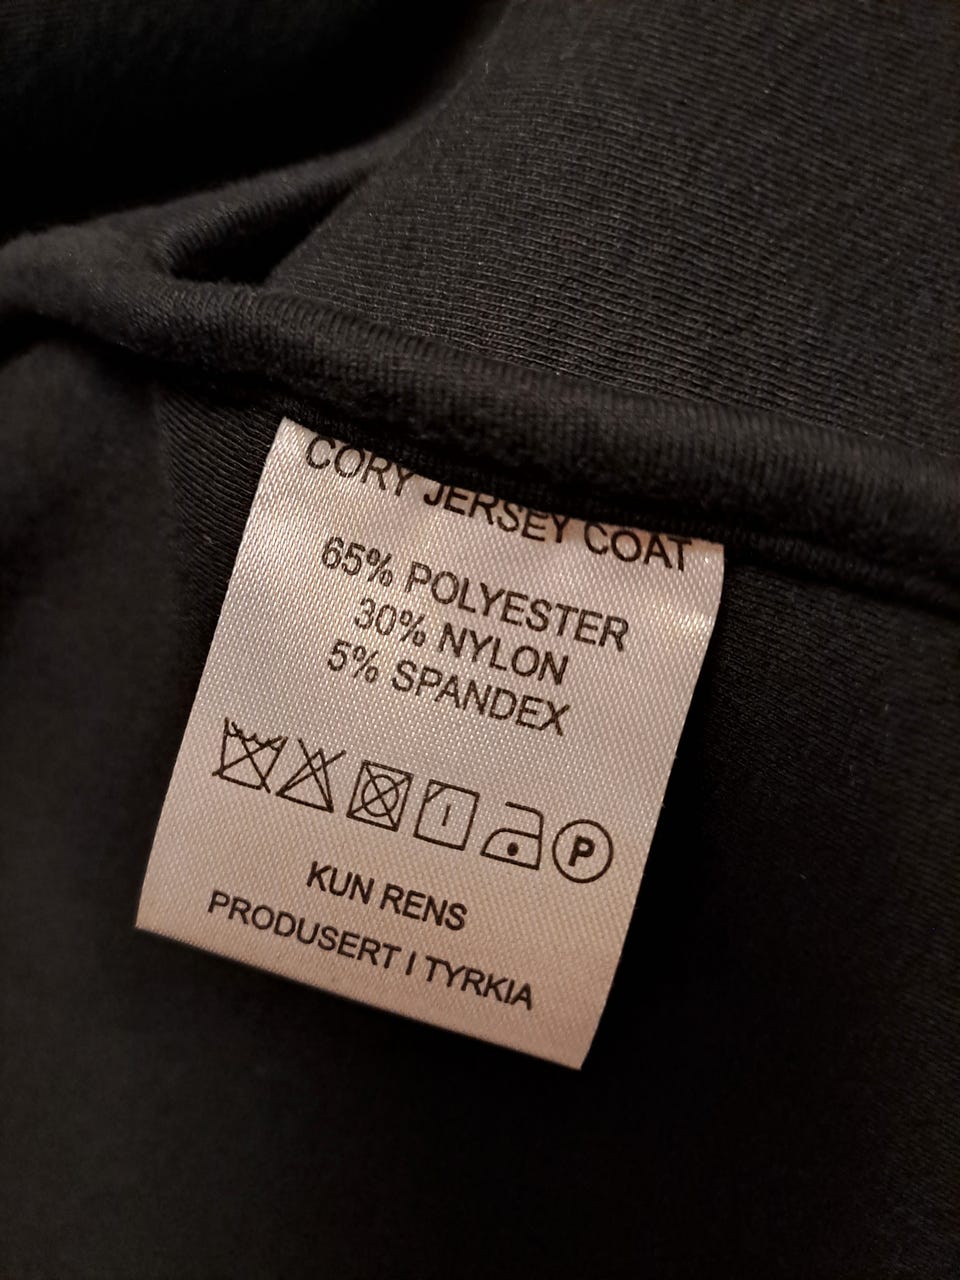 CORY JERSEY COAT
65% POLYESTER
30% NYLON
5% SPANDEX
P
KUN RENS
PRODUSERT I TYRKIA